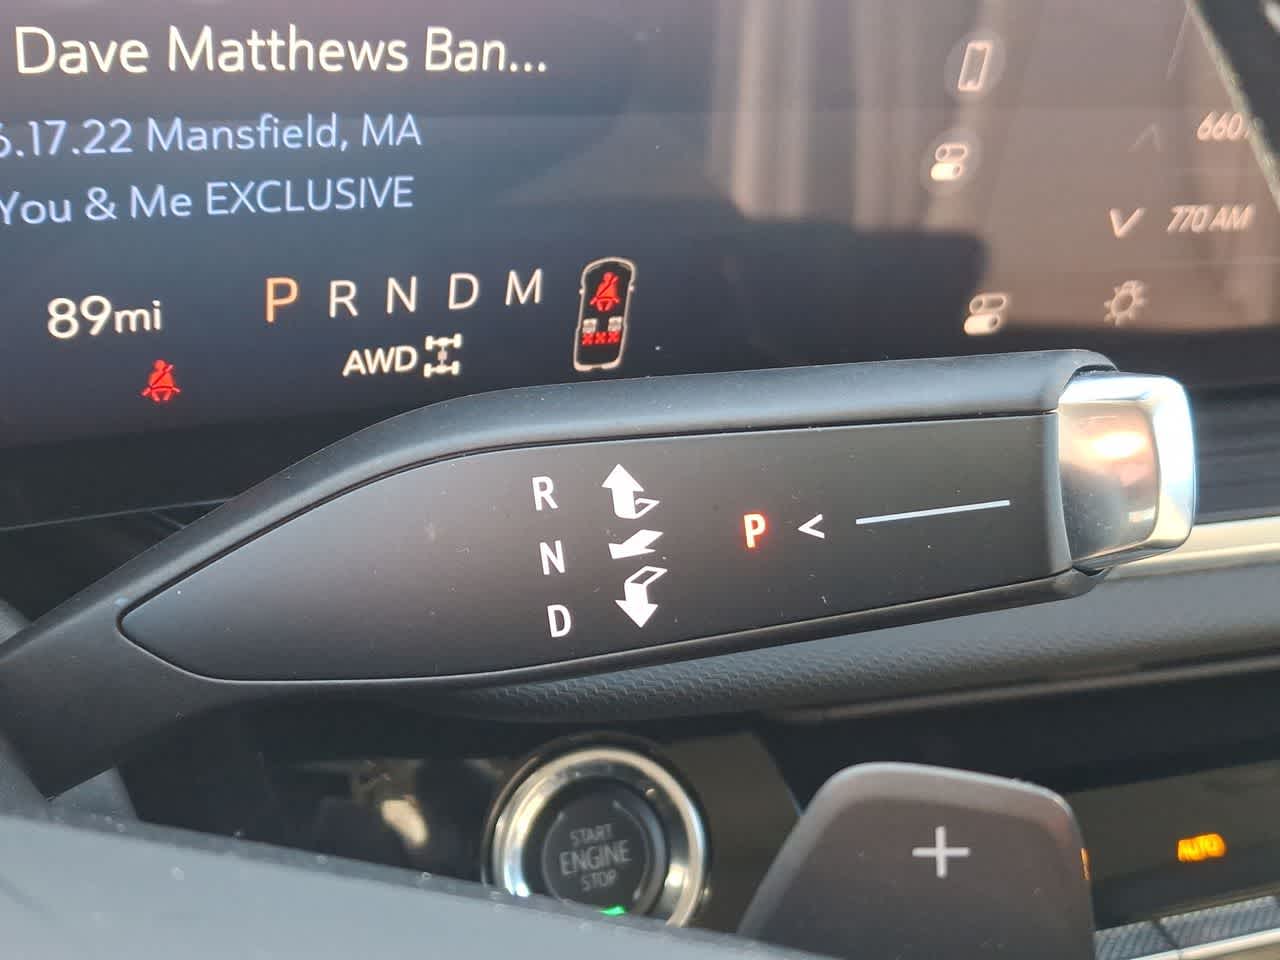 Dave Matthews Ban...
6.17.22 Mansfield, MA
You & Me EXCLUSIVE
89mi
P R N D M
AWD
660
770 AM
R
N
D
P <
START
ENGINE
STOP
+
AUTO